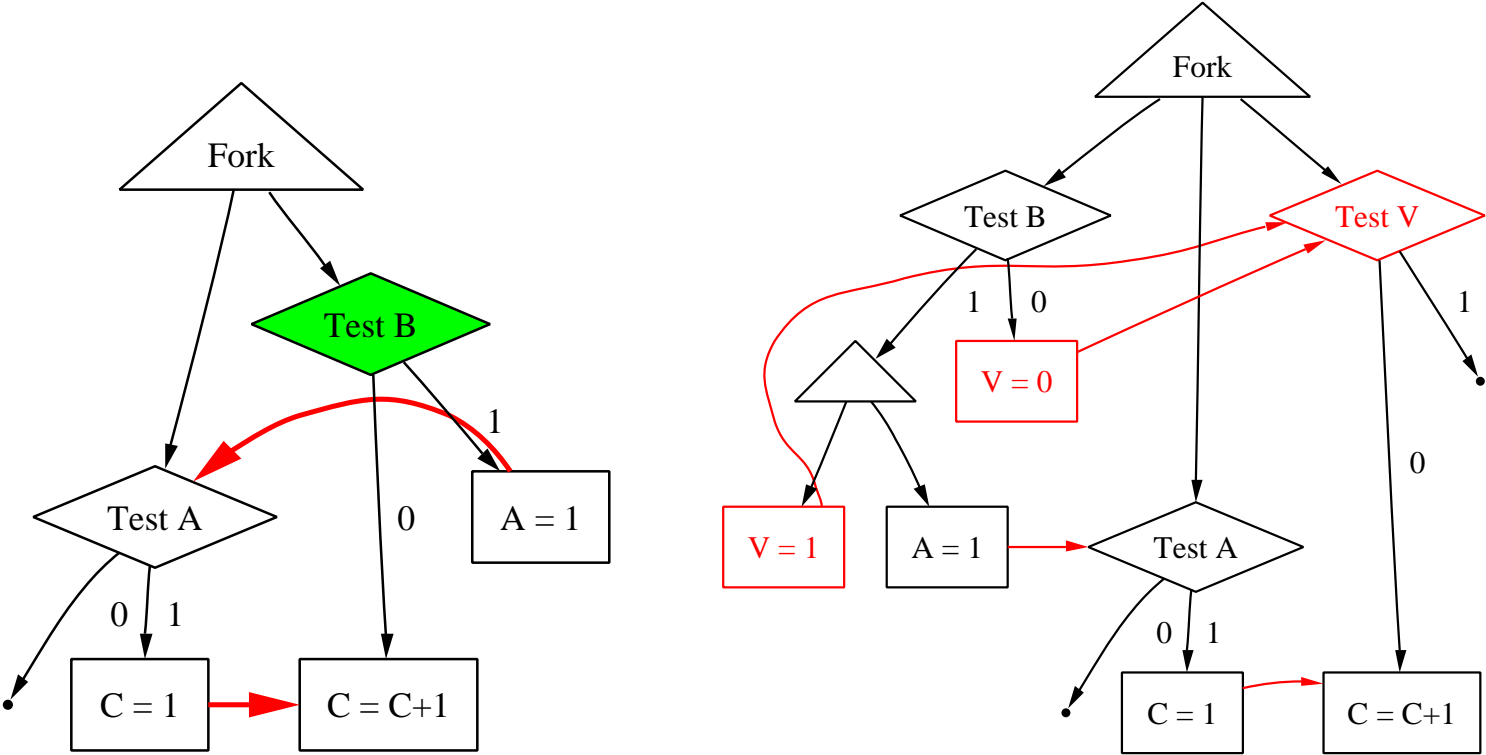 Fork
Test B
1
0
A = 1
Test A
0
1
C = 1
C = C+1
Fork
Test B
Test V
1
0
1
V = 0
0
V = 1
A = 1
Test A
0
1
C = 1
C = C+1